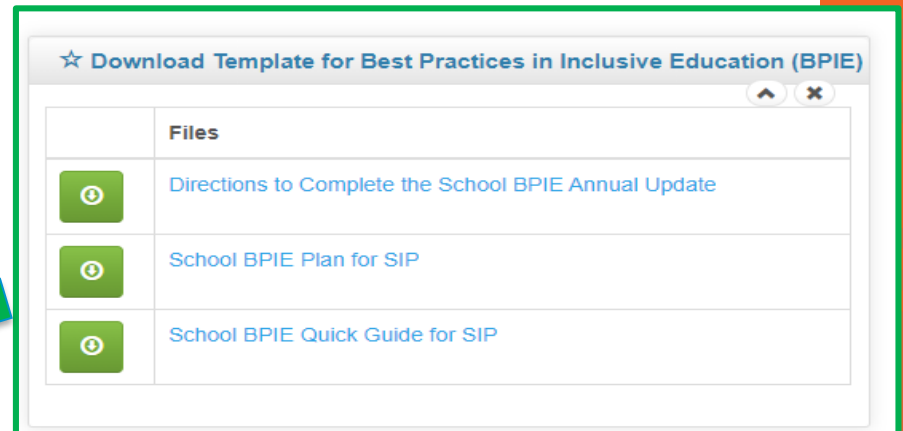 ☆ Download Template for Best Practices in Inclusive Education (BPIE)
Files
Directions to Complete the School BPIE Annual Update
School BPIE Plan for SIP
School BPIE Quick Guide for SIP